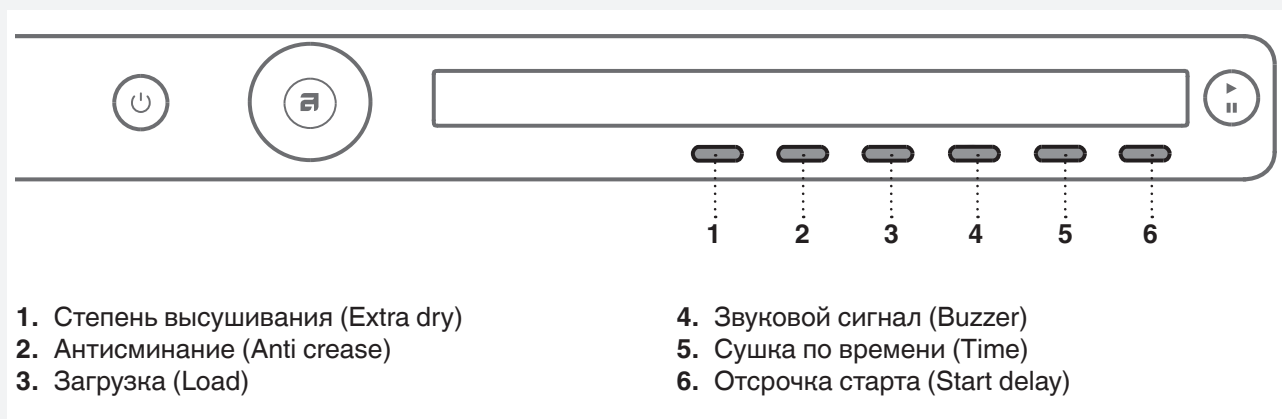 1 2 3 4 5 6
1. Степень высушивания (Extra dry)
2. Антисминание (Anti crease)
3. Загрузка (Load)
4. Звуковой сигнал (Buzzer)
5. Сушка по времени (Time)
6. Отсрочка старта (Start delay)